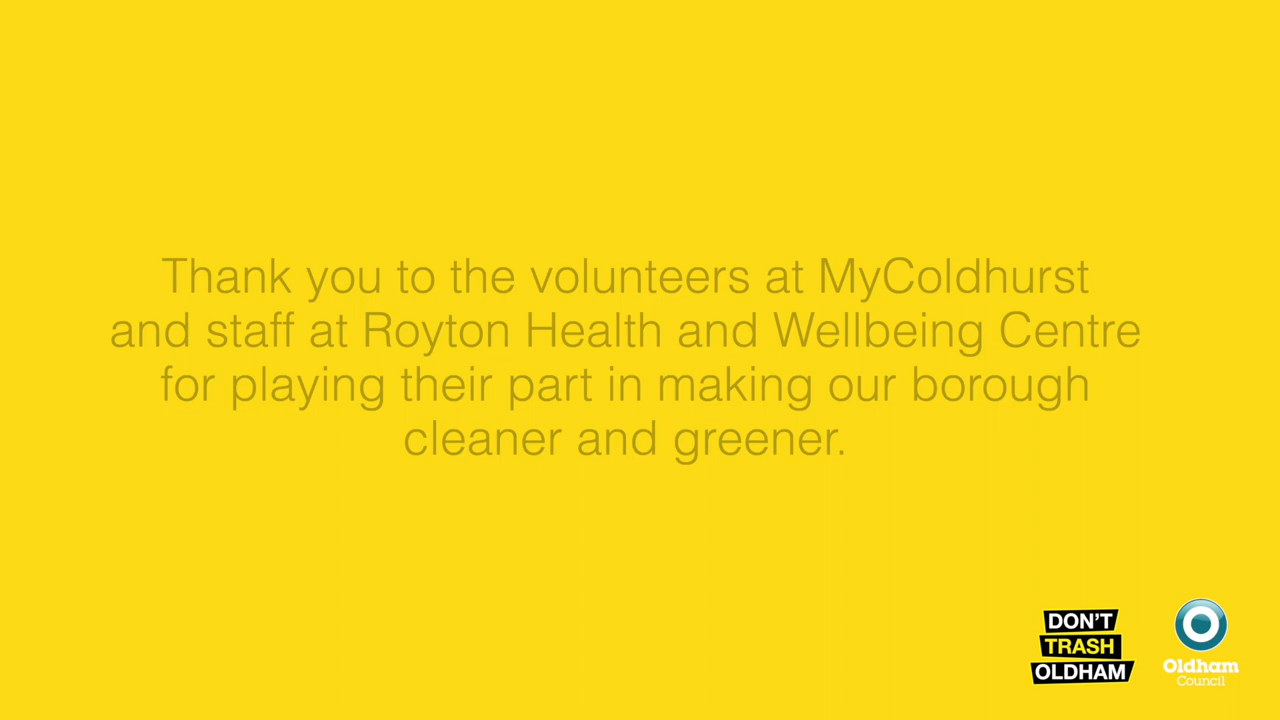 Thank you to the volunteers at MyColdhurst
and staff at Royton Health and Wellbeing Centre
for playing their part in making our borough
cleaner and greener.
DON'T
TRASH
OLDHAM
Oldham
Council